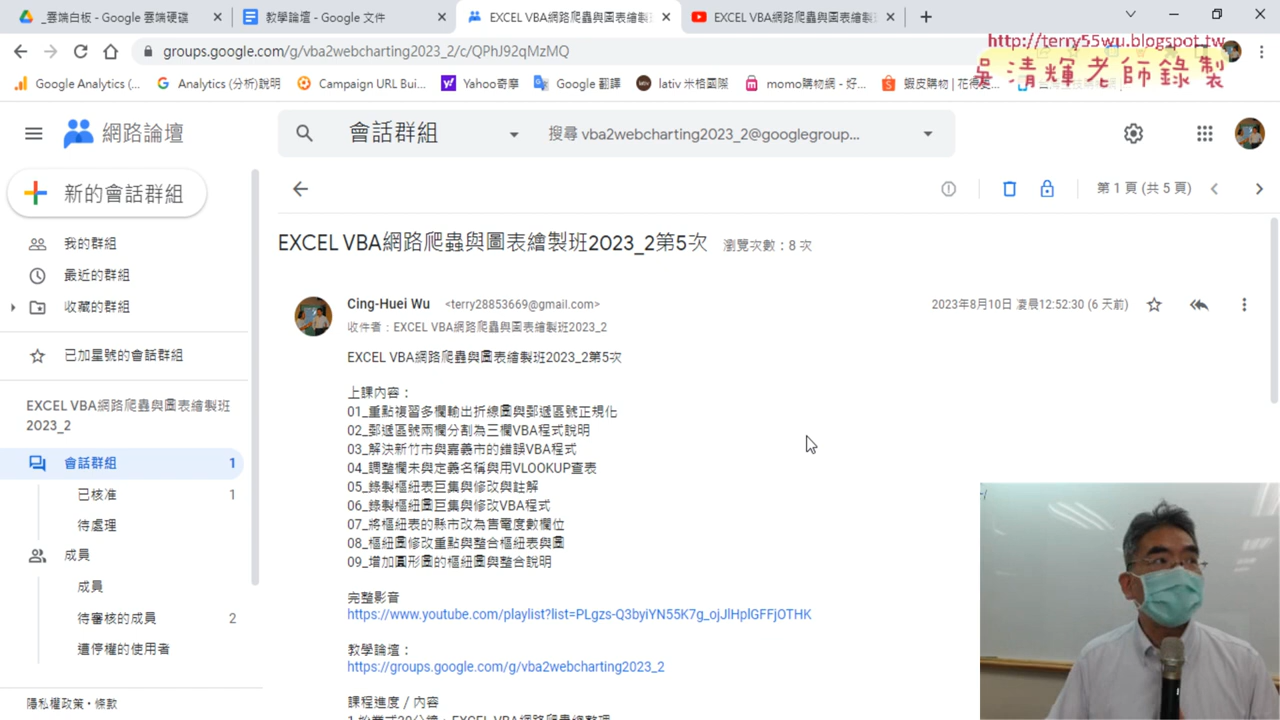 _雲端白板 - Google 雲端硬碟
教學論壇 - Google 文件
EXCEL VBA網路爬蟲與圖表繪製
EXCEL VBA網路爬蟲與圖表繪製
groups.google.com/g/vba2webcharting2023_2/c/QPhJ92qMzMQ
http://terry55wu.blogspot.tw
吳清輝老師錄製
Google Analytics (...
Analytics (分析)說明
Campaign URL Bui...
Yahoo奇摩
Google 翻譯
lativ 米格國際
momo購物網 - 好...
網路論壇
會話群組
搜尋 vba2webcharting2023_2@googlegroup...
新的會話群組
第 1 頁 (共 5 頁)
我的群組
最近的群組
收藏的群組
已加星號的會話群組
EXCEL VBA網路爬蟲與圖表繪製班
2023_2
會話群組 1
已核准 1
待處理
成員
成員
待審核的成員 2
遭停權的使用者
隱私權政策 • 條款
EXCEL VBA網路爬蟲與圖表繪製班2023_2第5次
瀏覽次數：8 次
Cing-Huei Wu <terry28853669@gmail.com>
2023年8月10日 凌晨12:52:30 (6 天前)
收件者：EXCEL VBA網路爬蟲與圖表繪製班2023_2
EXCEL VBA網路爬蟲與圖表繪製班2023_2第5次
上課內容：
01_重點複習多欄輸出折線圖與郵遞區號正規化
02_郵遞區號兩欄分割為三欄VBA程式說明
03_解決新竹市與嘉義市的錯誤VBA程式
04_調整欄未與定義名稱與用VLOOKUP查表
05_錄製樞紐表巨集與修改與註解
06_錄製樞紐圖巨集與修改VBA程式
07_將樞紐表的縣市改為售電度數欄位
08_樞紐圖修改重點與整合樞紐表與圖
09_增加圓形圖的樞紐圖與整合說明
完整影音
https://www.youtube.com/playlist?list=PLgzs-Q3byiYN55K7g_ojJlHplGFFjOTHK
教學論壇：
https://groups.google.com/g/vba2webcharting2023_2
課程進度 / 內容